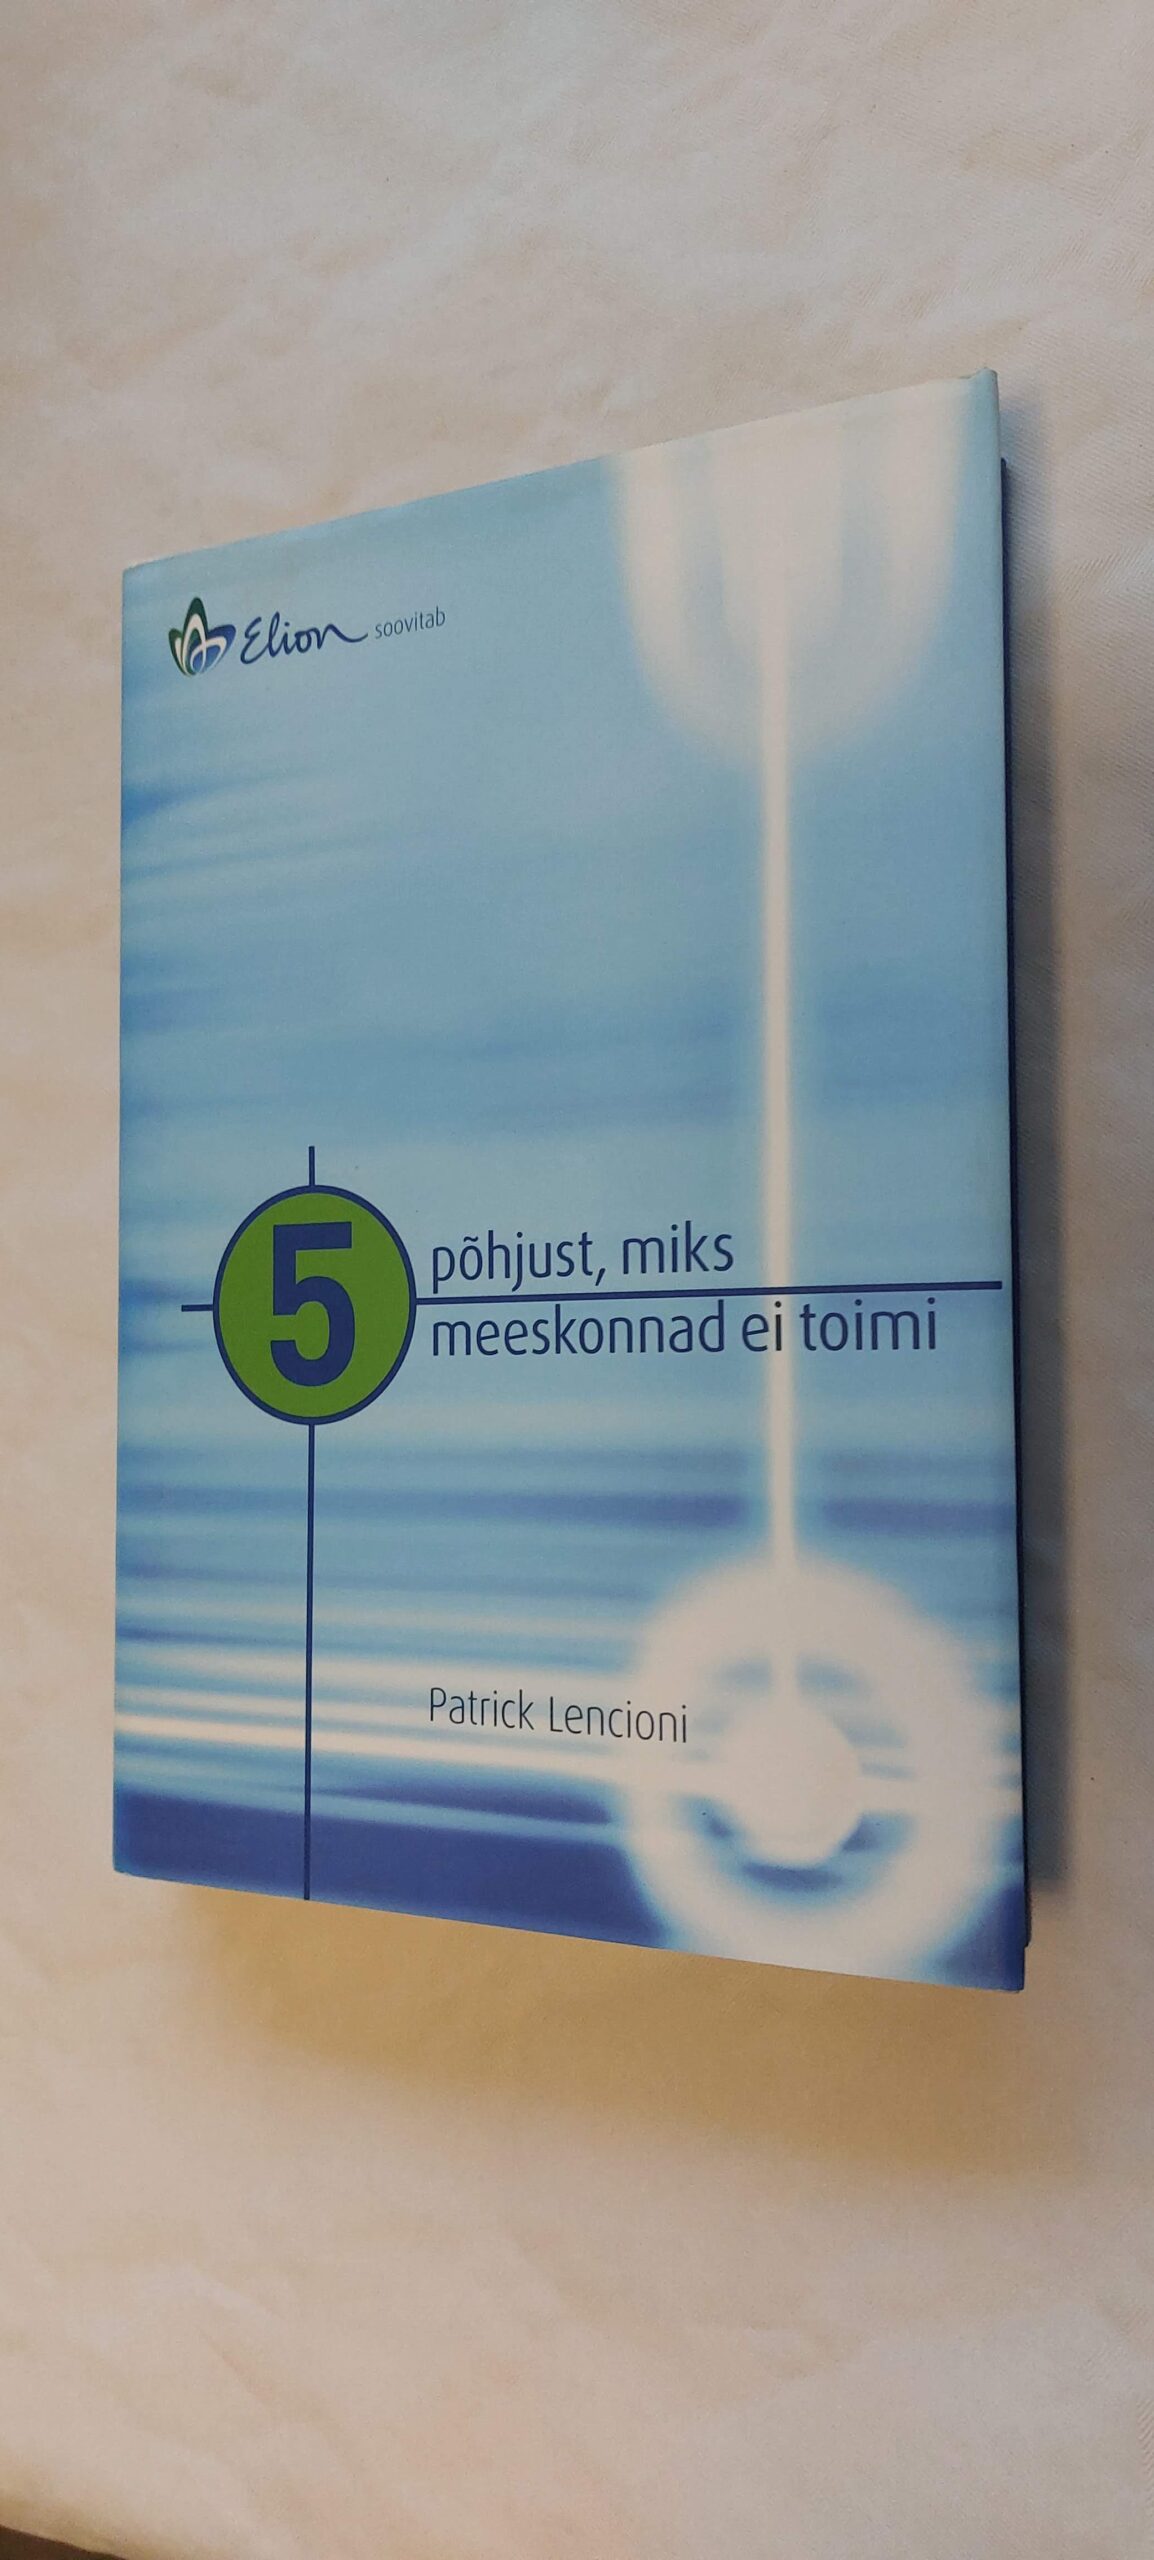 Elion soovitab
5 põhjust, miks
meeskonnad ei toimi
Patrick Lencioni